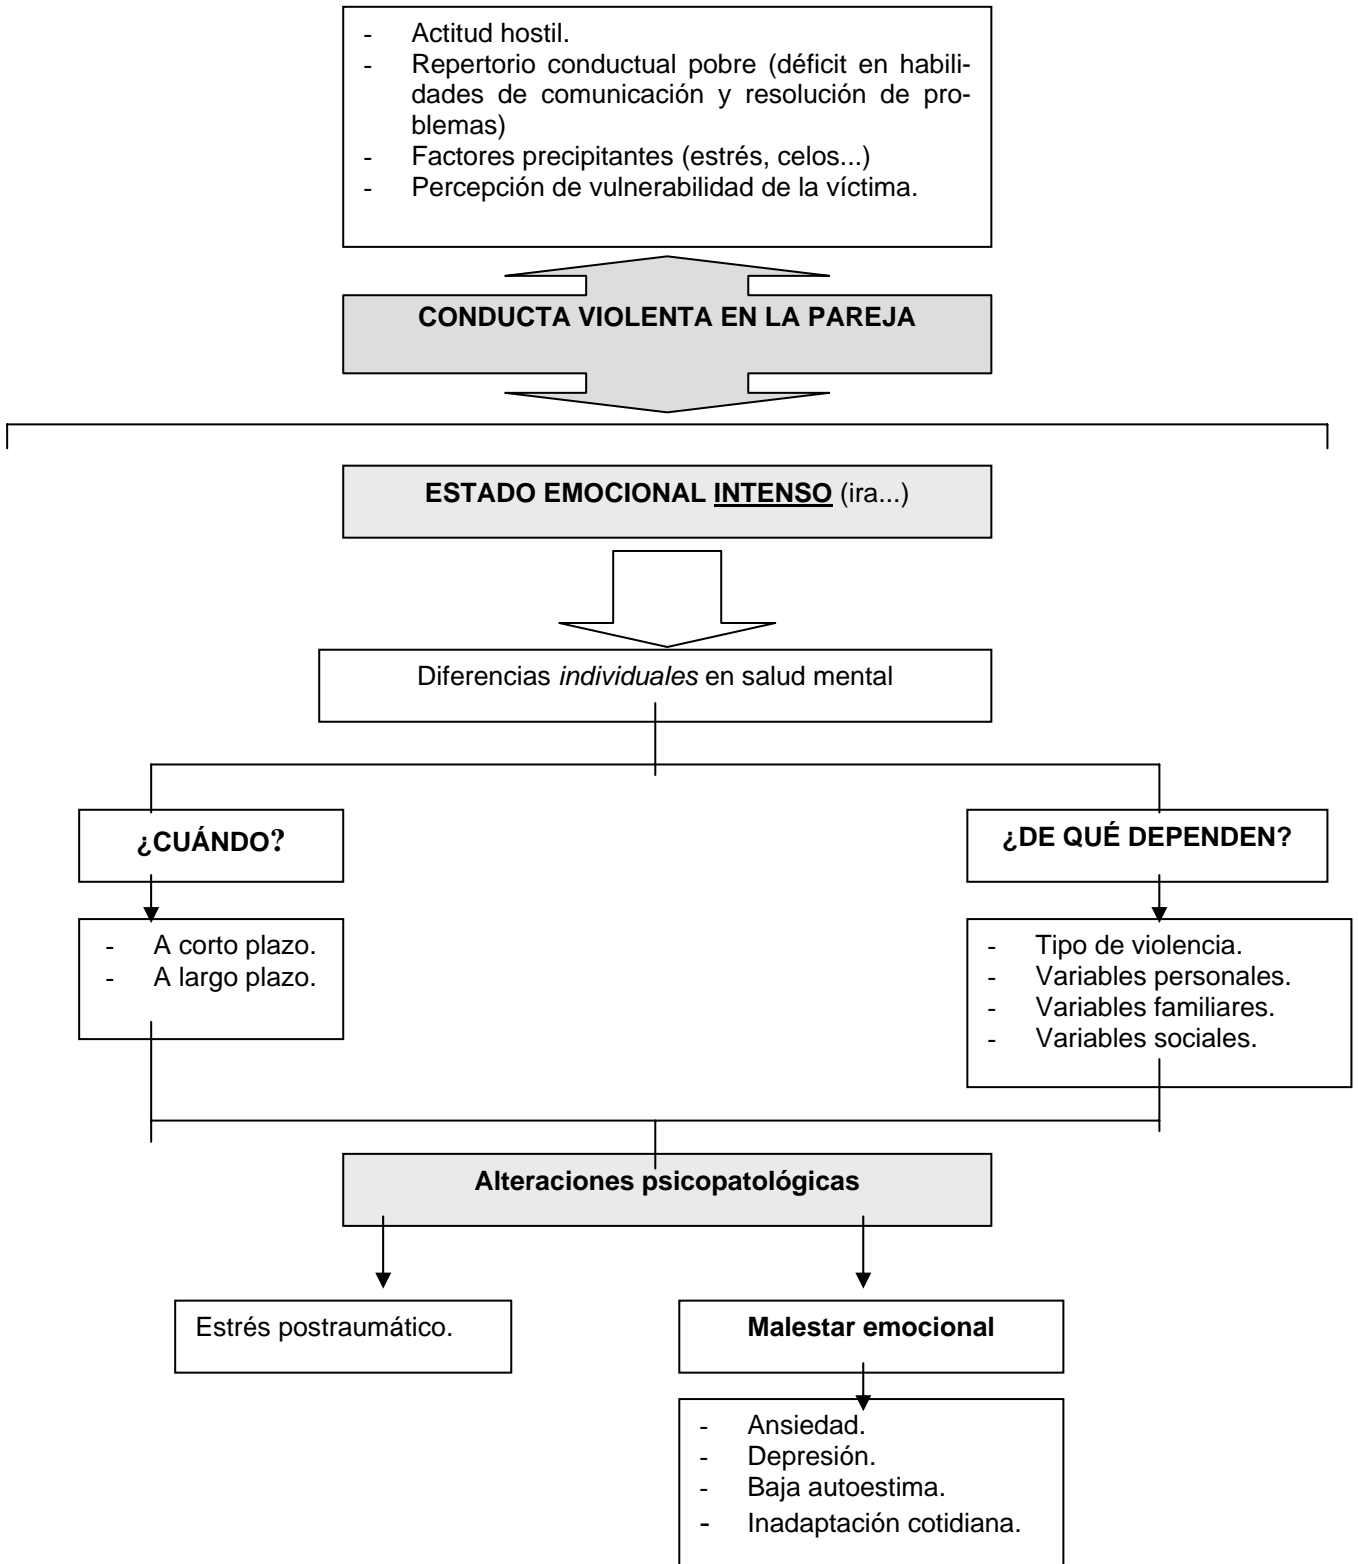 - Actitud hostil.
- Repertorio conductual pobre (déficit en habili-
dades de comunicación y resolución de pro-
blemas)
- Factores precipitantes (estrés, celos...)
- Percepción de vulnerabilidad de la víctima.
CONDUCTA VIOLENTA EN LA PAREJA
ESTADO EMOCIONAL INTENSO (ira...)
Diferencias individuales en salud mental
¿CUÁNDO?
¿DE QUÉ DEPENDEN?
- A corto plazo.
- A largo plazo.
- Tipo de violencia.
- Variables personales.
- Variables familiares.
- Variables sociales.
Alteraciones psicopatológicas
Estrés postraumático.
Malestar emocional
- Ansiedad.
- Depresión.
- Baja autoestima.
- Inadaptación cotidiana.